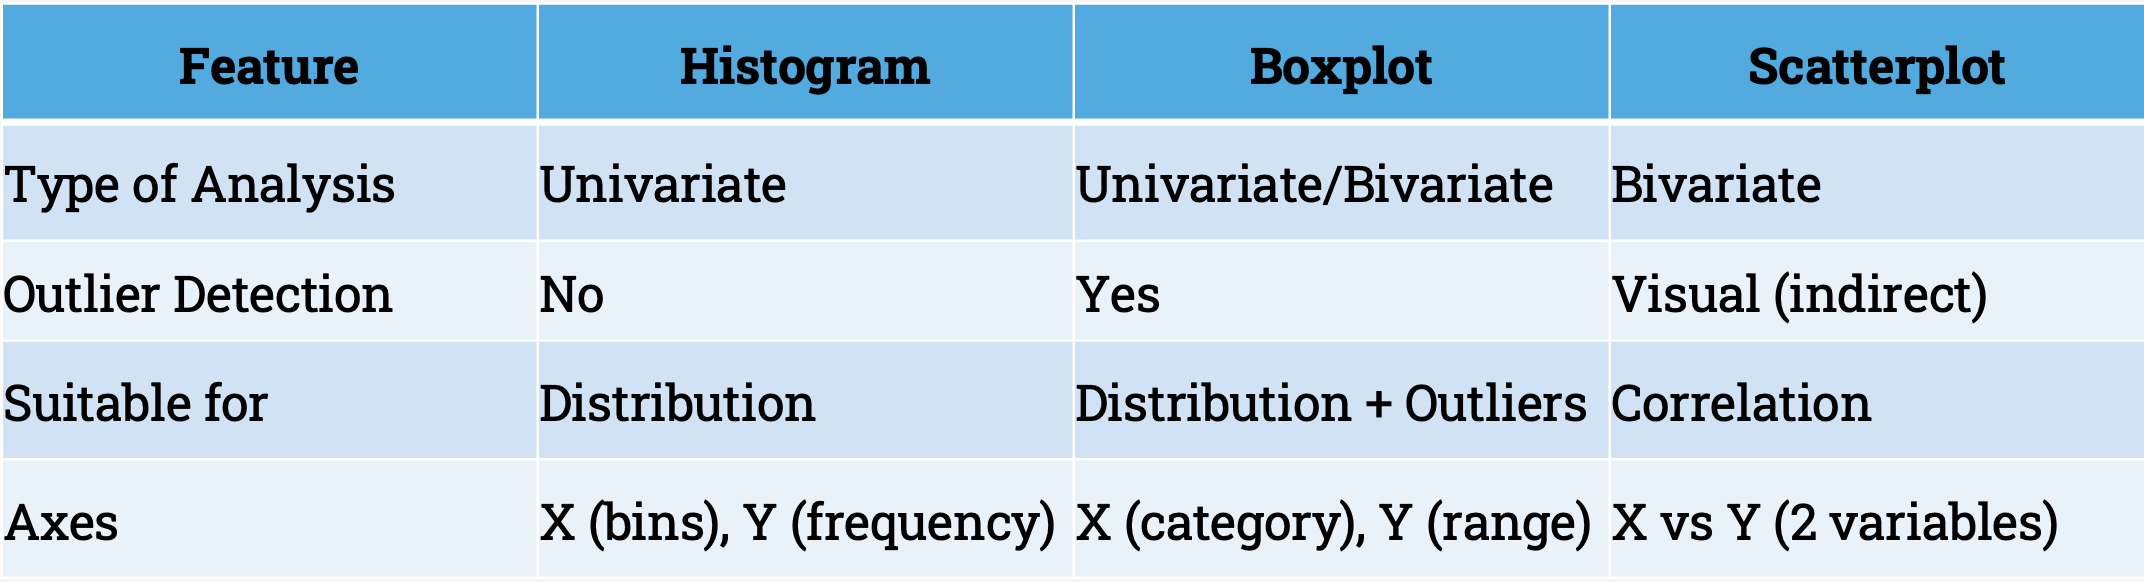 Feature Histogram Boxplot Scatterplot
Type of Analysis Univariate Univariate/Bivariate Bivariate
Outlier Detection No Yes Visual (indirect)
Suitable for Distribution Distribution + Outliers Correlation
Axes X (bins), Y (frequency) X (category), Y (range) X vs Y (2 variables)